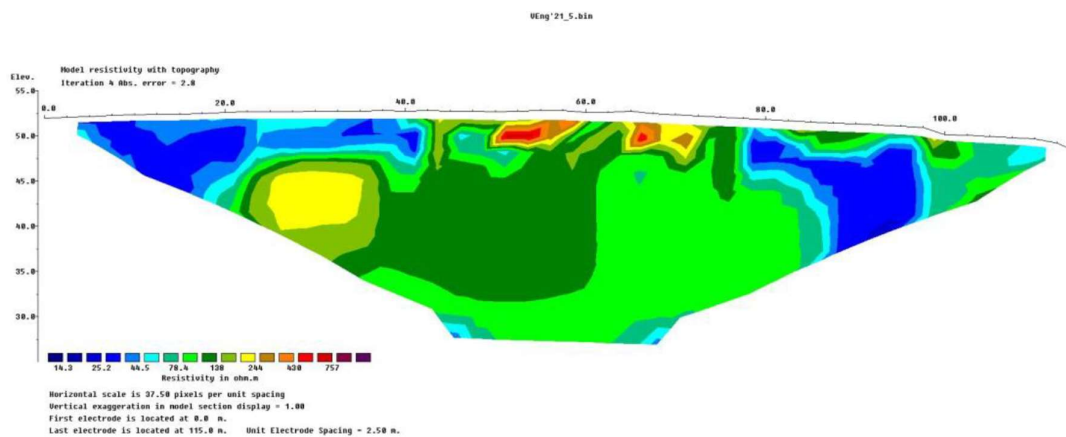 VEng'21_5.bin
Model resistivity with topography
Elev. Iteration 4 Abs. error = 2.8
55.0
0.0 20.0 40.0 60.0 80.0 100.0
50.0
45.0
40.0
35.0
30.0
14.3 25.2 44.5 78.4 138 244 430 757
Resistivity in ohm.m
Horizontal scale is 37.50 pixels per unit spacing
Vertical exaggeration in model section display = 1.00
First electrode is located at 0.0 m.
Last electrode is located at 115.0 m. Unit Electrode Spacing = 2.50 m.